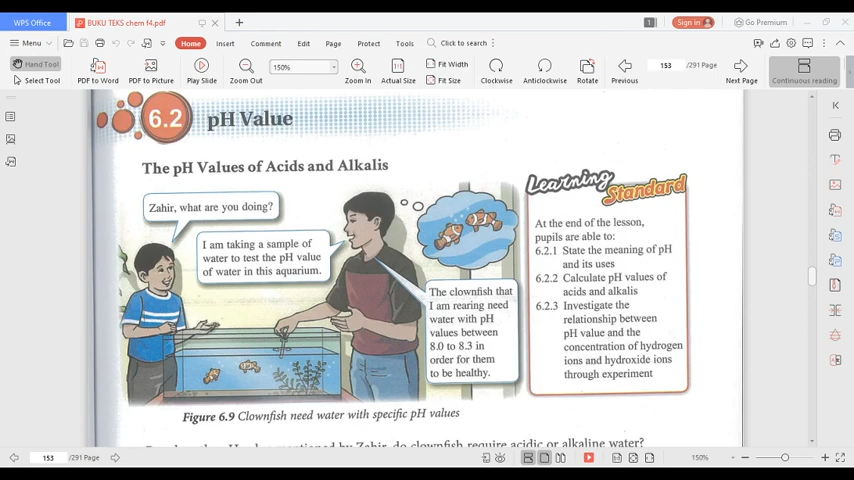 WPS Office
BUKU TEKS chem f4.pdf
1
Sign in
Go Premium
Menu
Home
Insert
Comment
Edit
Page
Protect
Tools
Click to search
Hand Tool
Select Tool
PDF to Word
PDF to Picture
Play Slide
Zoom Out
150%
Zoom In
1:1
Actual Size
Fit Width
Fit Size
Clockwise
Anticlockwise
Rotate
Previous
153
/291 Page
Next Page
Continuous reading
6.2
pH Value
The pH Values of Acids and Alkalis
Zahir, what are you doing?
I am taking a sample of
water to test the pH value
of water in this aquarium.
The clownfish that
I am rearing need
water with pH
values between
8.0 to 8.3 in
order for them
to be healthy.
Learning
Standard
At the end of the lesson,
pupils are able to:
6.2.1 State the meaning of pH
and its uses
6.2.2 Calculate pH values of
acids and alkalis
6.2.3 Investigate the
relationship between
pH value and the
concentration of hydrogen
ions and hydroxide ions
through experiment
Figure 6.9 Clownfish need water with specific pH values
mentioned by Zahir, do clownfish require acidic or alkaline water?
153
/291 Page
150%